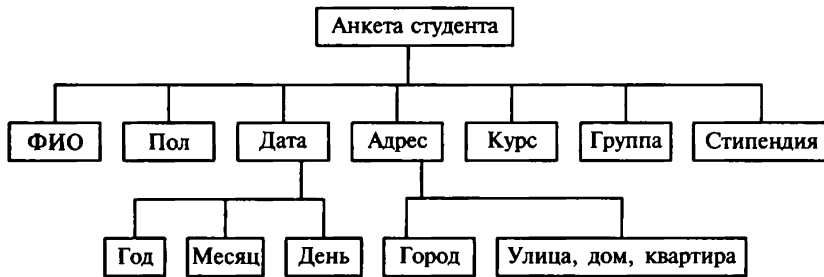 Анкета студента
ФИО Пол Дата Адрес Курс Группа Стипендия
Год Месяц День Город Улица, дом, квартира